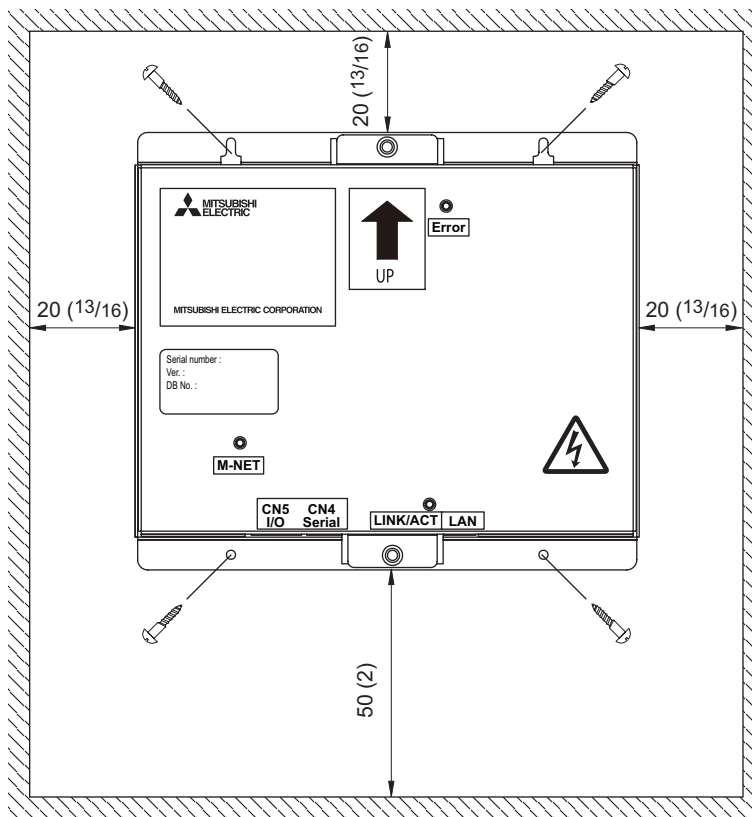 20 (13/16)
MITSUBISHI
ELECTRIC
Error
UP
MITSUBISHI ELECTRIC CORPORATION
20 (13/16)
20 (13/16)
Serial number :
Ver. :
DB No. :
M-NET
CN5 CN4
I/O Serial
LINK/ACT LAN
50 (2)